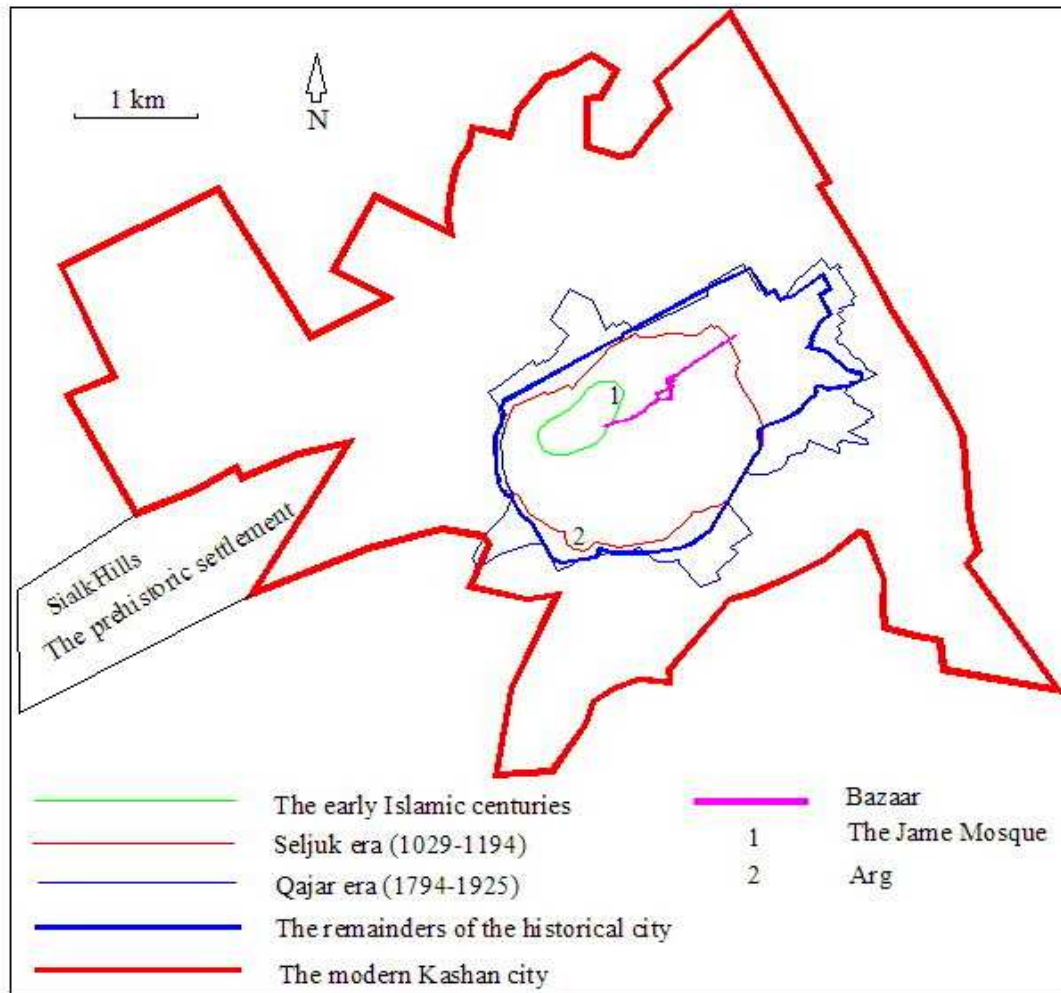 1 km
N
1
2
SialkHills
The prehistoric settlement
The early Islamic centuries
Seljuk era (1029-1194)
Qajar era (1794-1925)
The remainders of the historical city
The modern Kashan city
Bazaar
1 The Jame Mosque
2 Arg